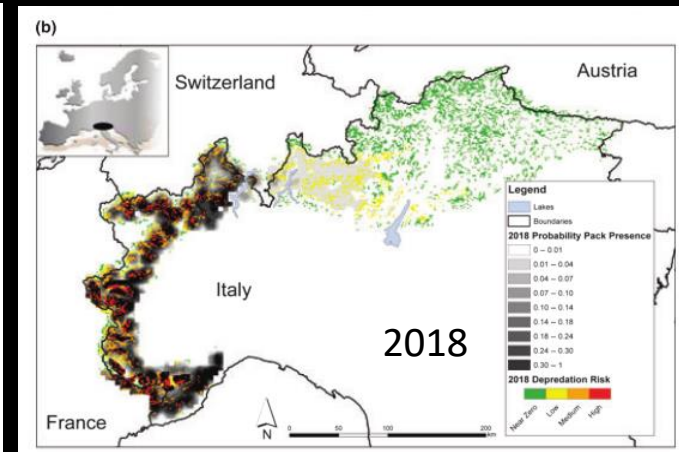 (b)
Switzerland
Austria
Italy
2018
France
N
0 50 100 200
km
Legend
Lakes
Boundaries
2018 Probability Pack Presence
0 – 0.01
0.01 – 0.04
0.04 – 0.07
0.07 – 0.10
0.10 – 0.14
0.14 – 0.18
0.18 – 0.24
0.24 – 0.30
0.30 – 1
2018 Depredation Risk
Near Zero
Low
Medium
High